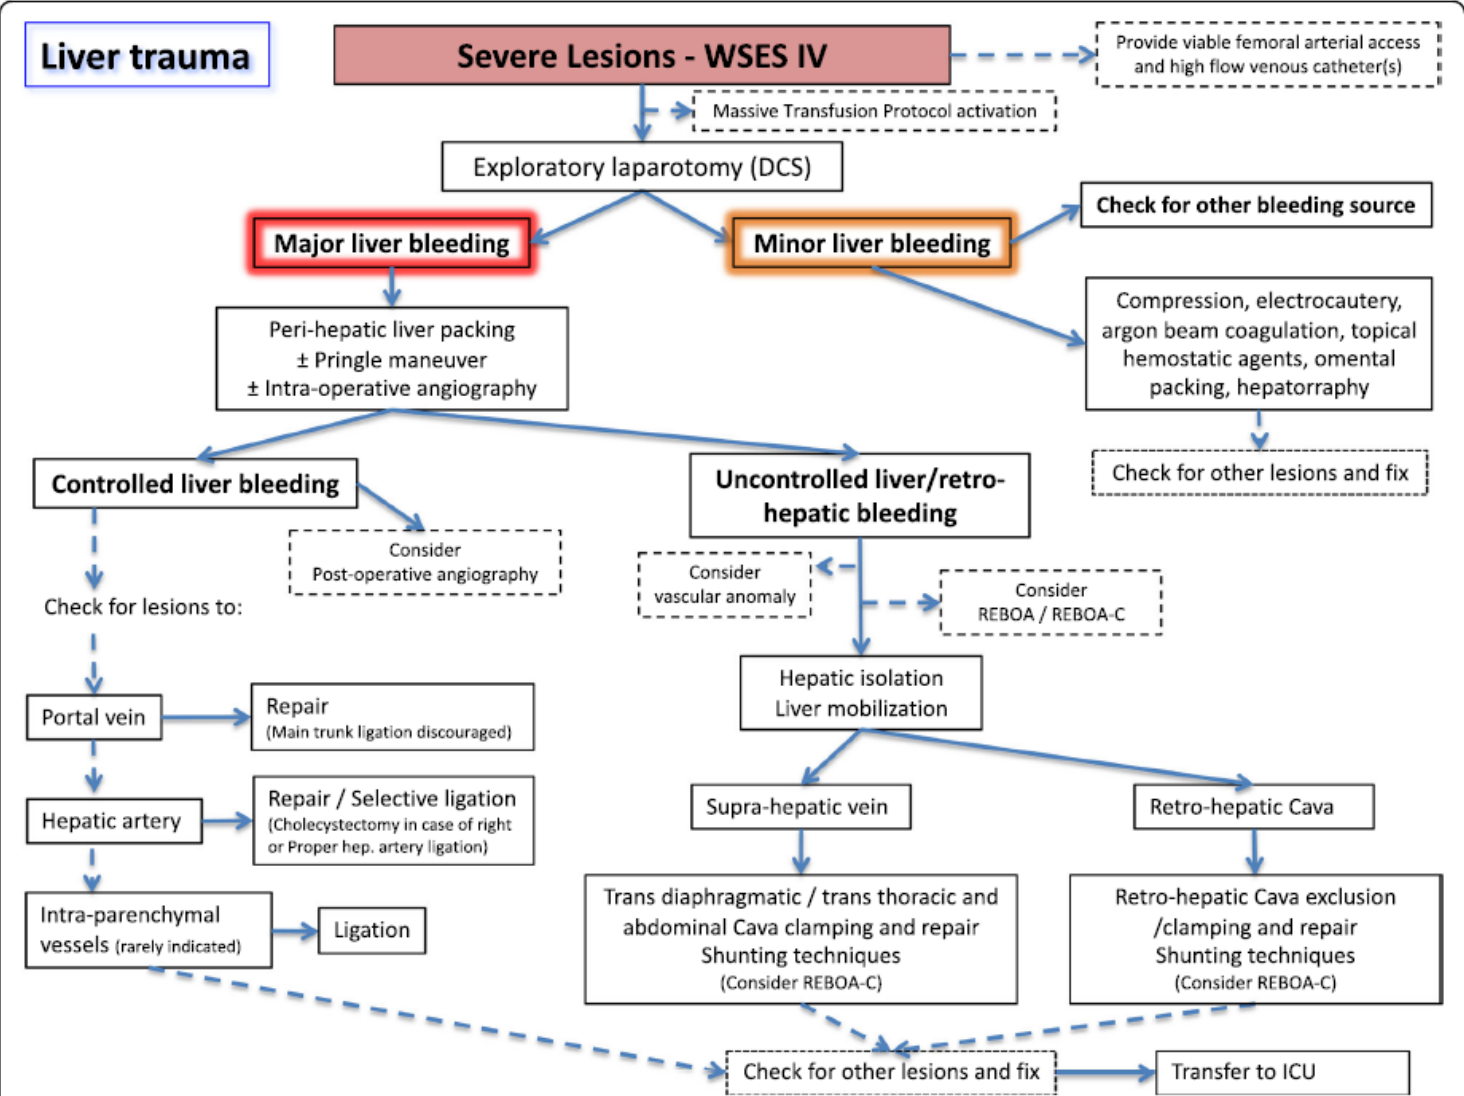 Liver trauma
Severe Lesions - WSES IV
Provide viable femoral arterial access
and high flow venous catheter(s)
Massive Transfusion Protocol activation
Exploratory laparotomy (DCS)
Check for other bleeding source
Major liver bleeding
Minor liver bleeding
Peri-hepatic liver packing
± Pringle maneuver
± Intra-operative angiography
Compression, electrocautery,
argon beam coagulation, topical
hemostatic agents, omental
packing, hepatorraphy
Check for other lesions and fix
Controlled liver bleeding
Uncontrolled liver/retro-
hepatic bleeding
Consider
Post-operative angiography
Consider
vascular anomaly
Consider
REBOA / REBOA-C
Check for lesions to:
Hepatic isolation
Liver mobilization
Portal vein
Repair
(Main trunk ligation discouraged)
Hepatic artery
Repair / Selective ligation
(Cholecystectomy in case of right
or Proper hep. artery ligation)
Supra-hepatic vein
Retro-hepatic Cava
Intra-parenchymal
vessels (rarely indicated)
Ligation
Trans diaphragmatic / trans thoracic and
abdominal Cava clamping and repair
Shunting techniques
(Consider REBOA-C)
Retro-hepatic Cava exclusion
/clamping and repair
Shunting techniques
(Consider REBOA-C)
Check for other lesions and fix
Transfer to ICU